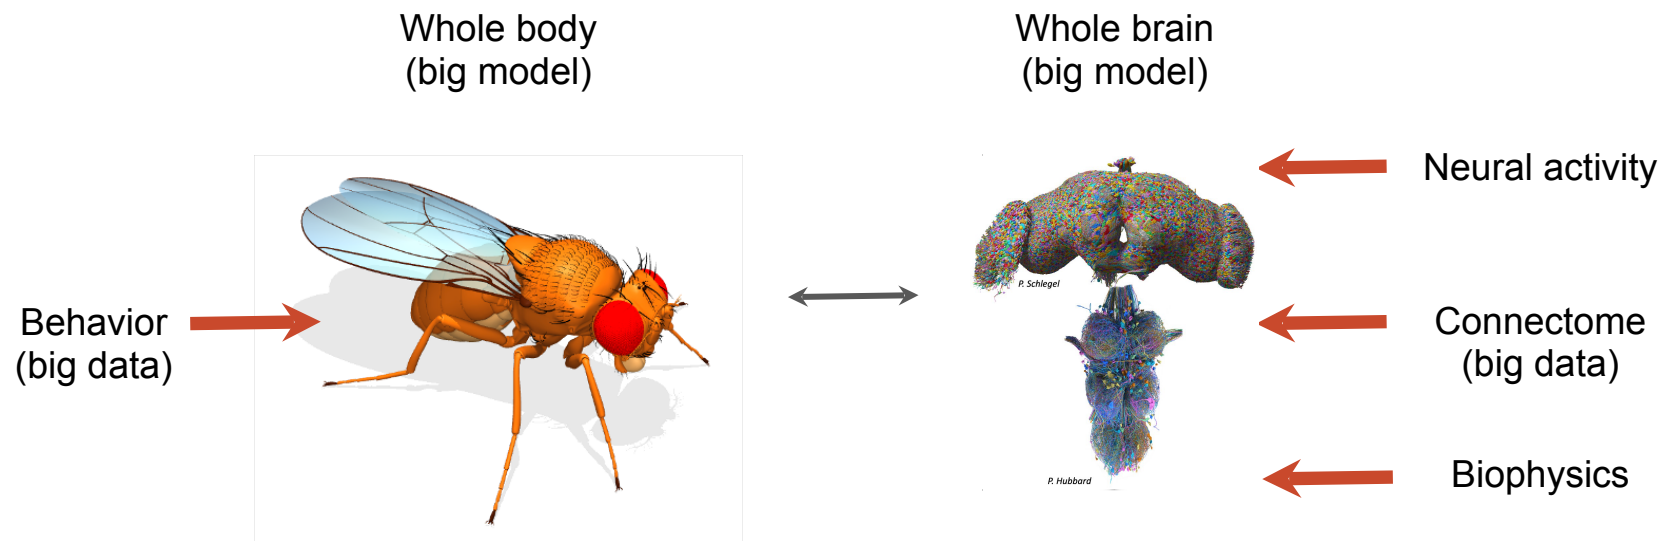 Whole body
(big model)
Whole brain
(big model)
Behavior
(big data)
P. Schlegel
P. Hubbard
Neural activity
Connectome
(big data)
Biophysics